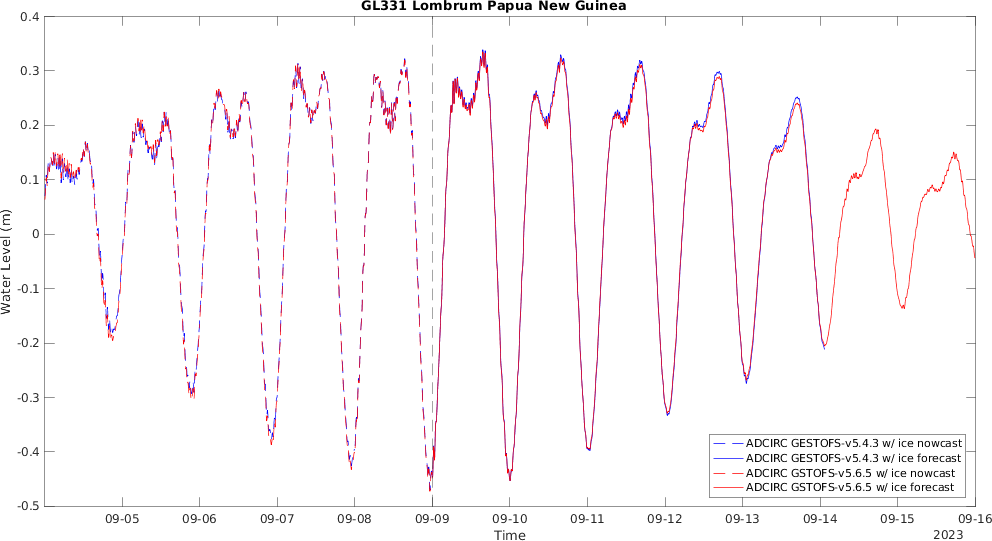 GL331 Lombrum Papua New Guinea
0.4
0.3
0.2
0.1
0
-0.1
-0.2
-0.3
-0.4
-0.5
Water Level (m)
ADCIRC GESTOFS-v5.4.3 w/ ice nowcast
ADCIRC GESTOFS-v5.4.3 w/ ice forecast
ADCIRC GSTOFS-v5.6.5 w/ ice nowcast
ADCIRC GSTOFS-v5.6.5 w/ ice forecast
09-05 09-06 09-07 09-08 09-09 09-10 09-11 09-12 09-13 09-14 09-15 09-16
Time
2023